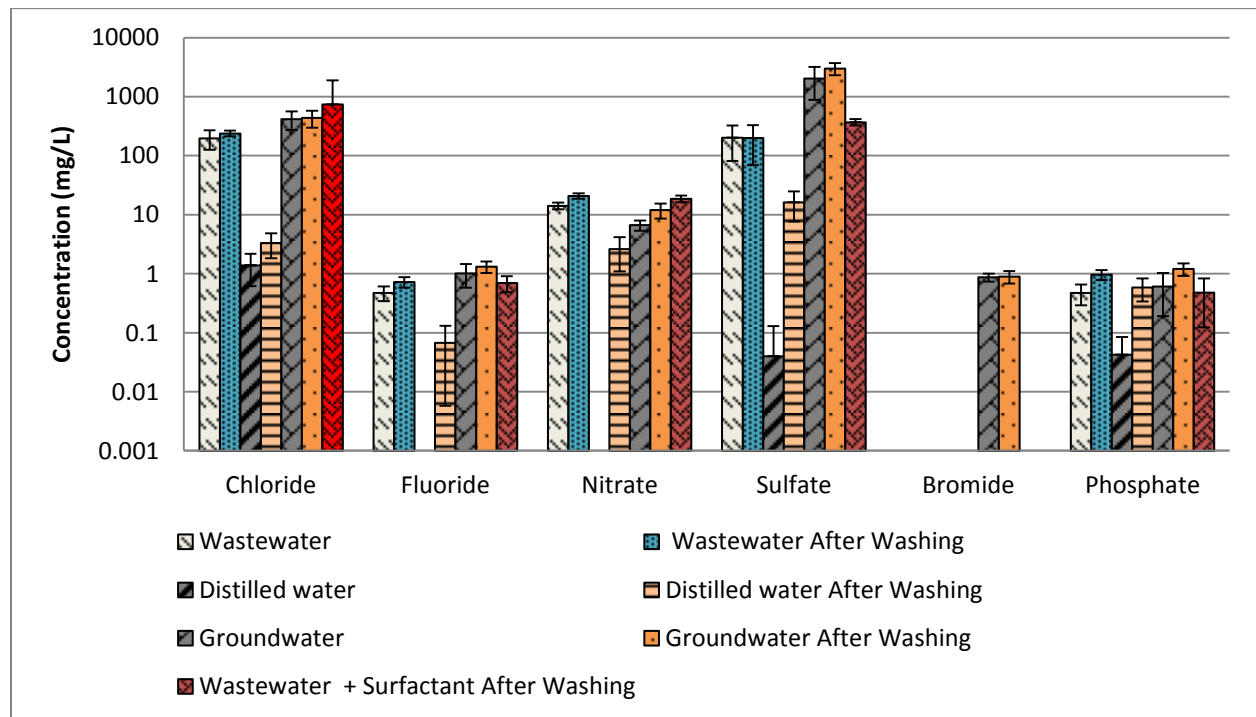 10000
1000
100
10
1
0.1
0.01
0.001
Concentration (mg/L)
Chloride Fluoride Nitrate Sulfate Bromide Phosphate
Wastewater Wastewater After Washing
Distilled water Distilled water After Washing
Groundwater Groundwater After Washing
Wastewater + Surfactant After Washing